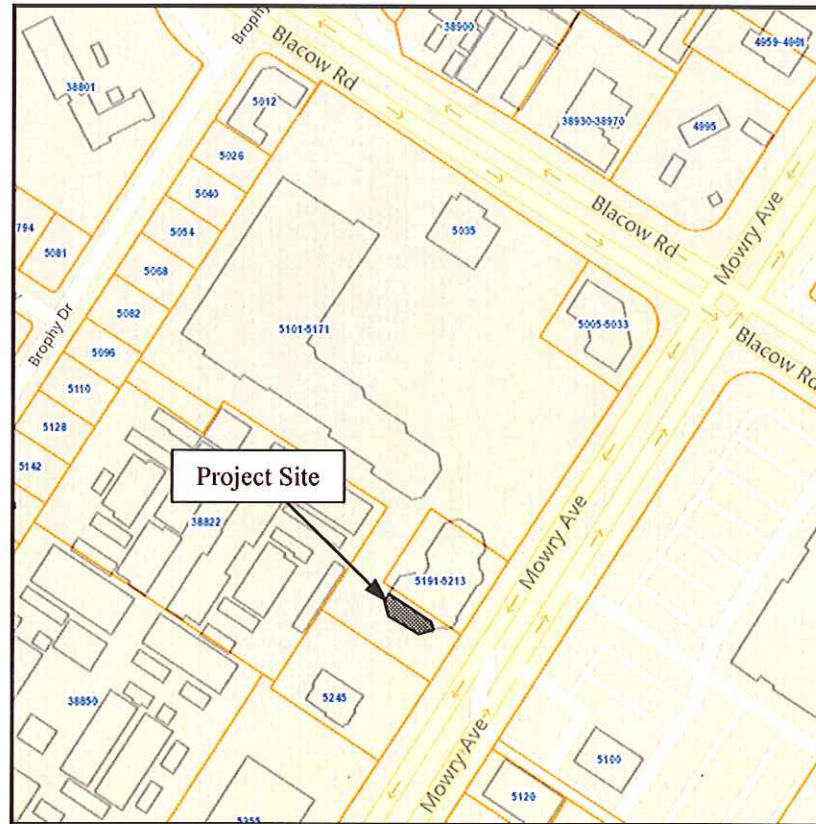 Brophy
38900
4959-4981
38801
Blacow Rd
5012
38930-38970
4995
5026
5040
794
5054
5081
5035
Blacow Rd
Mowry Ave
5068
5082
5101-5171
5005-5033
Brophy Dr
5096
Blacow Rd
5110
5128
5142
Project Site
38822
Mowry Ave
5191-5213
38850
5245
5100
Mowry Ave
5120